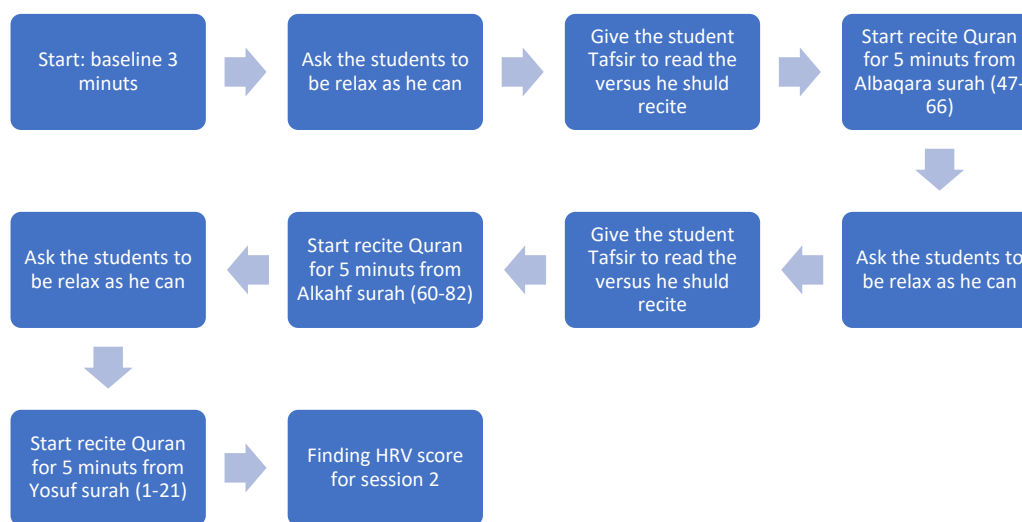 Start: baseline 3
minuts
Ask the students to
be relax as he can
Give the student
Tafsir to read the
versus he shuld
recite
Start recite Quran
for 5 minuts from
Albaqara surah (47-
66)
Ask the students to
be relax as he can
Give the student
Tafsir to read the
versus he shuld
recite
Start recite Quran
for 5 minuts from
Alkahf surah (60-82)
Ask the students to
be relax as he can
Start recite Quran
for 5 minuts from
Yosuf surah (1-21)
Finding HRV score
for session 2